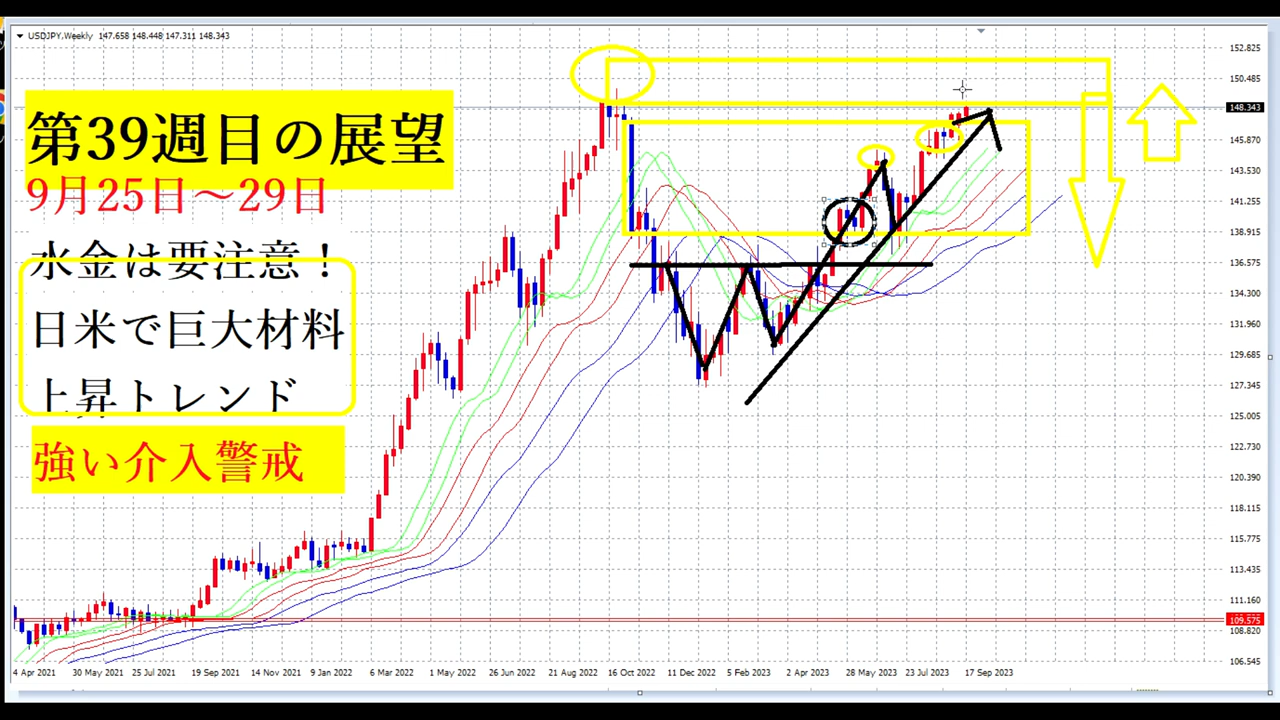 USDJPY,Weekly 147.658 148.448 147.311 148.343
第39週目の展望
9月25日～29日
水金は要注意！
日米で巨大材料
上昇トレンド
強い介入警戒
152.825
150.485
148.343
145.870
143.530
141.255
138.915
136.575
134.300
131.960
129.685
127.345
125.005
122.730
120.390
118.115
115.775
113.435
111.160
109.575
108.820
106.545
4 Apr 2021 30 May 2021 25 Jul 2021 19 Sep 2021 14 Nov 2021 9 Jan 2022 6 Mar 2022 1 May 2022 26 Jun 2022 21 Aug 2022 16 Oct 2022 11 Dec 2022 5 Feb 2023 2 Apr 2023 28 May 2023 23 Jul 2023 17 Sep 2023